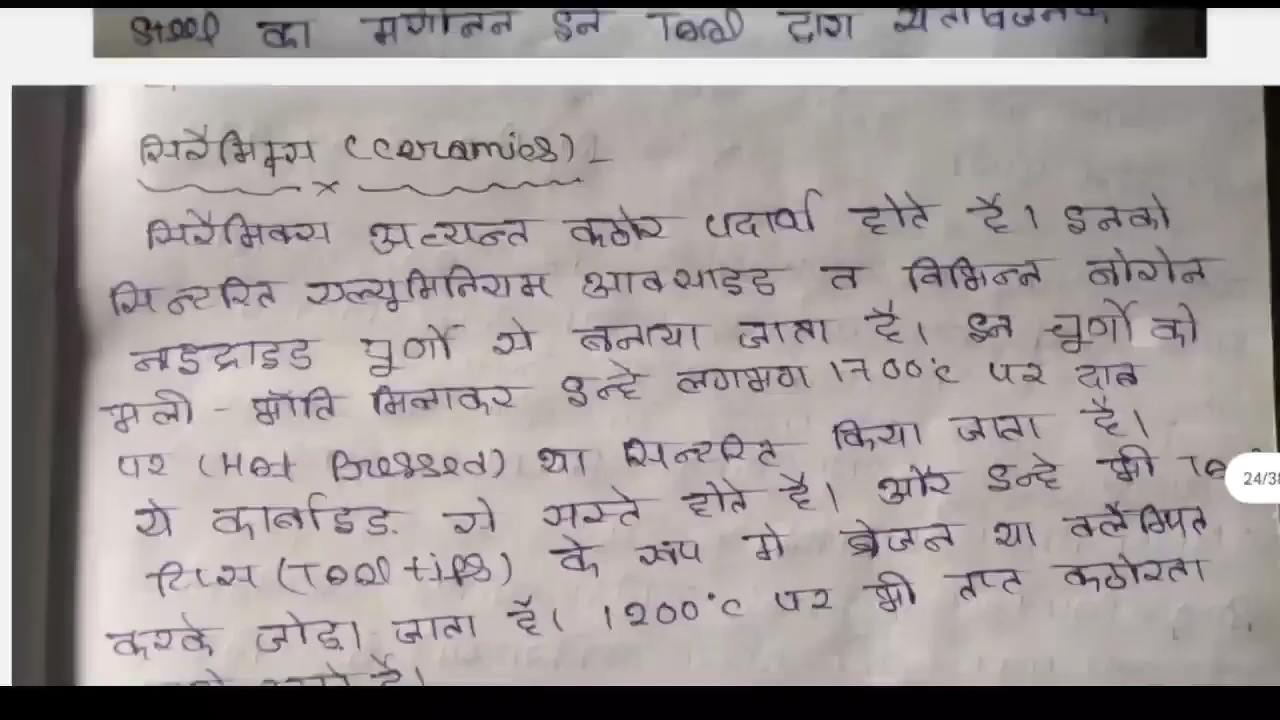 Steel का मशीनन इन Tool द्वारा
सिरैमिक्स (Ceramics) -
सिरैमिक्स अत्यन्त कठोर पदार्थ होते हैं। इनको
सिन्टरित एल्युमिनियम आक्साइड व विभिन्न बोरोन
नाइट्राइड चूर्णो से बनाया जाता है। इन चूर्णो को
भली - भाँति मिलाकर इन्हे लगभग 1700°c पर दाब
पर (Hot Pressed) या सिन्टरित किया जाता है।
ये कार्बाइड से सस्ते होते है। और इन्हे भी
टिप्स (Tool tips) के रूप मे ब्रेजन या क्लैम्पित
करके जोड़ा जाता है। 1200°c पर भी तप्त कठोरता
है।
24/38